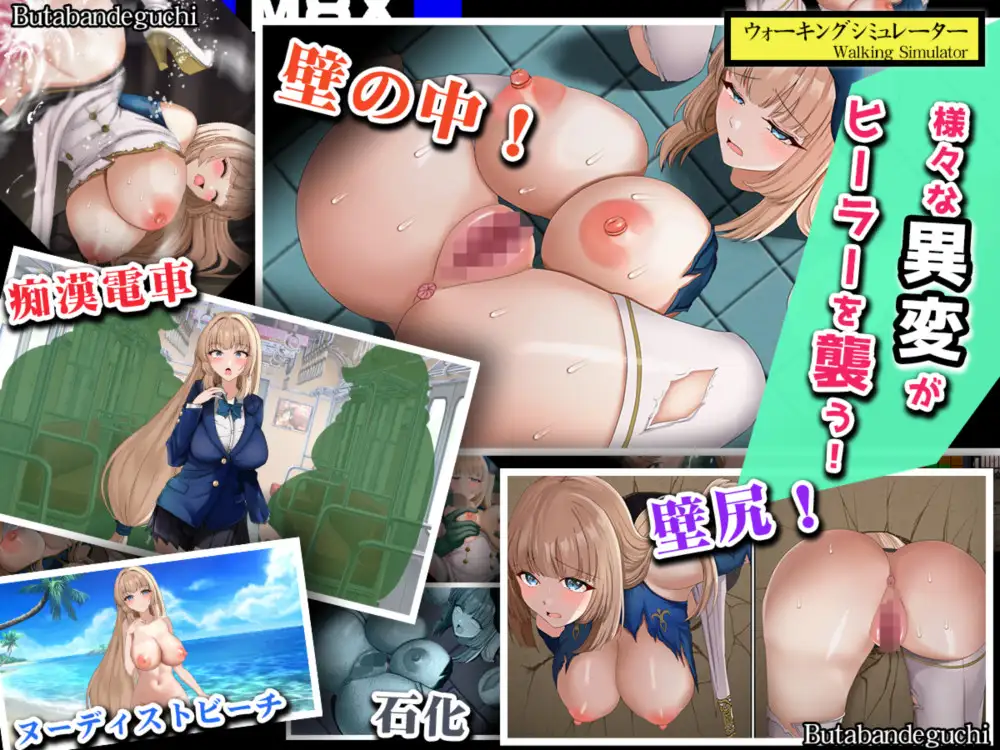 Butabandeguchi
MBX
ウォーキングシミュレーター
Walking Simulator
壁の中！
様々な異変が
ヒーラーを襲う！
痴漢電車
壁尻！
ヌーディストビーチ
石化
Butabandeguchi